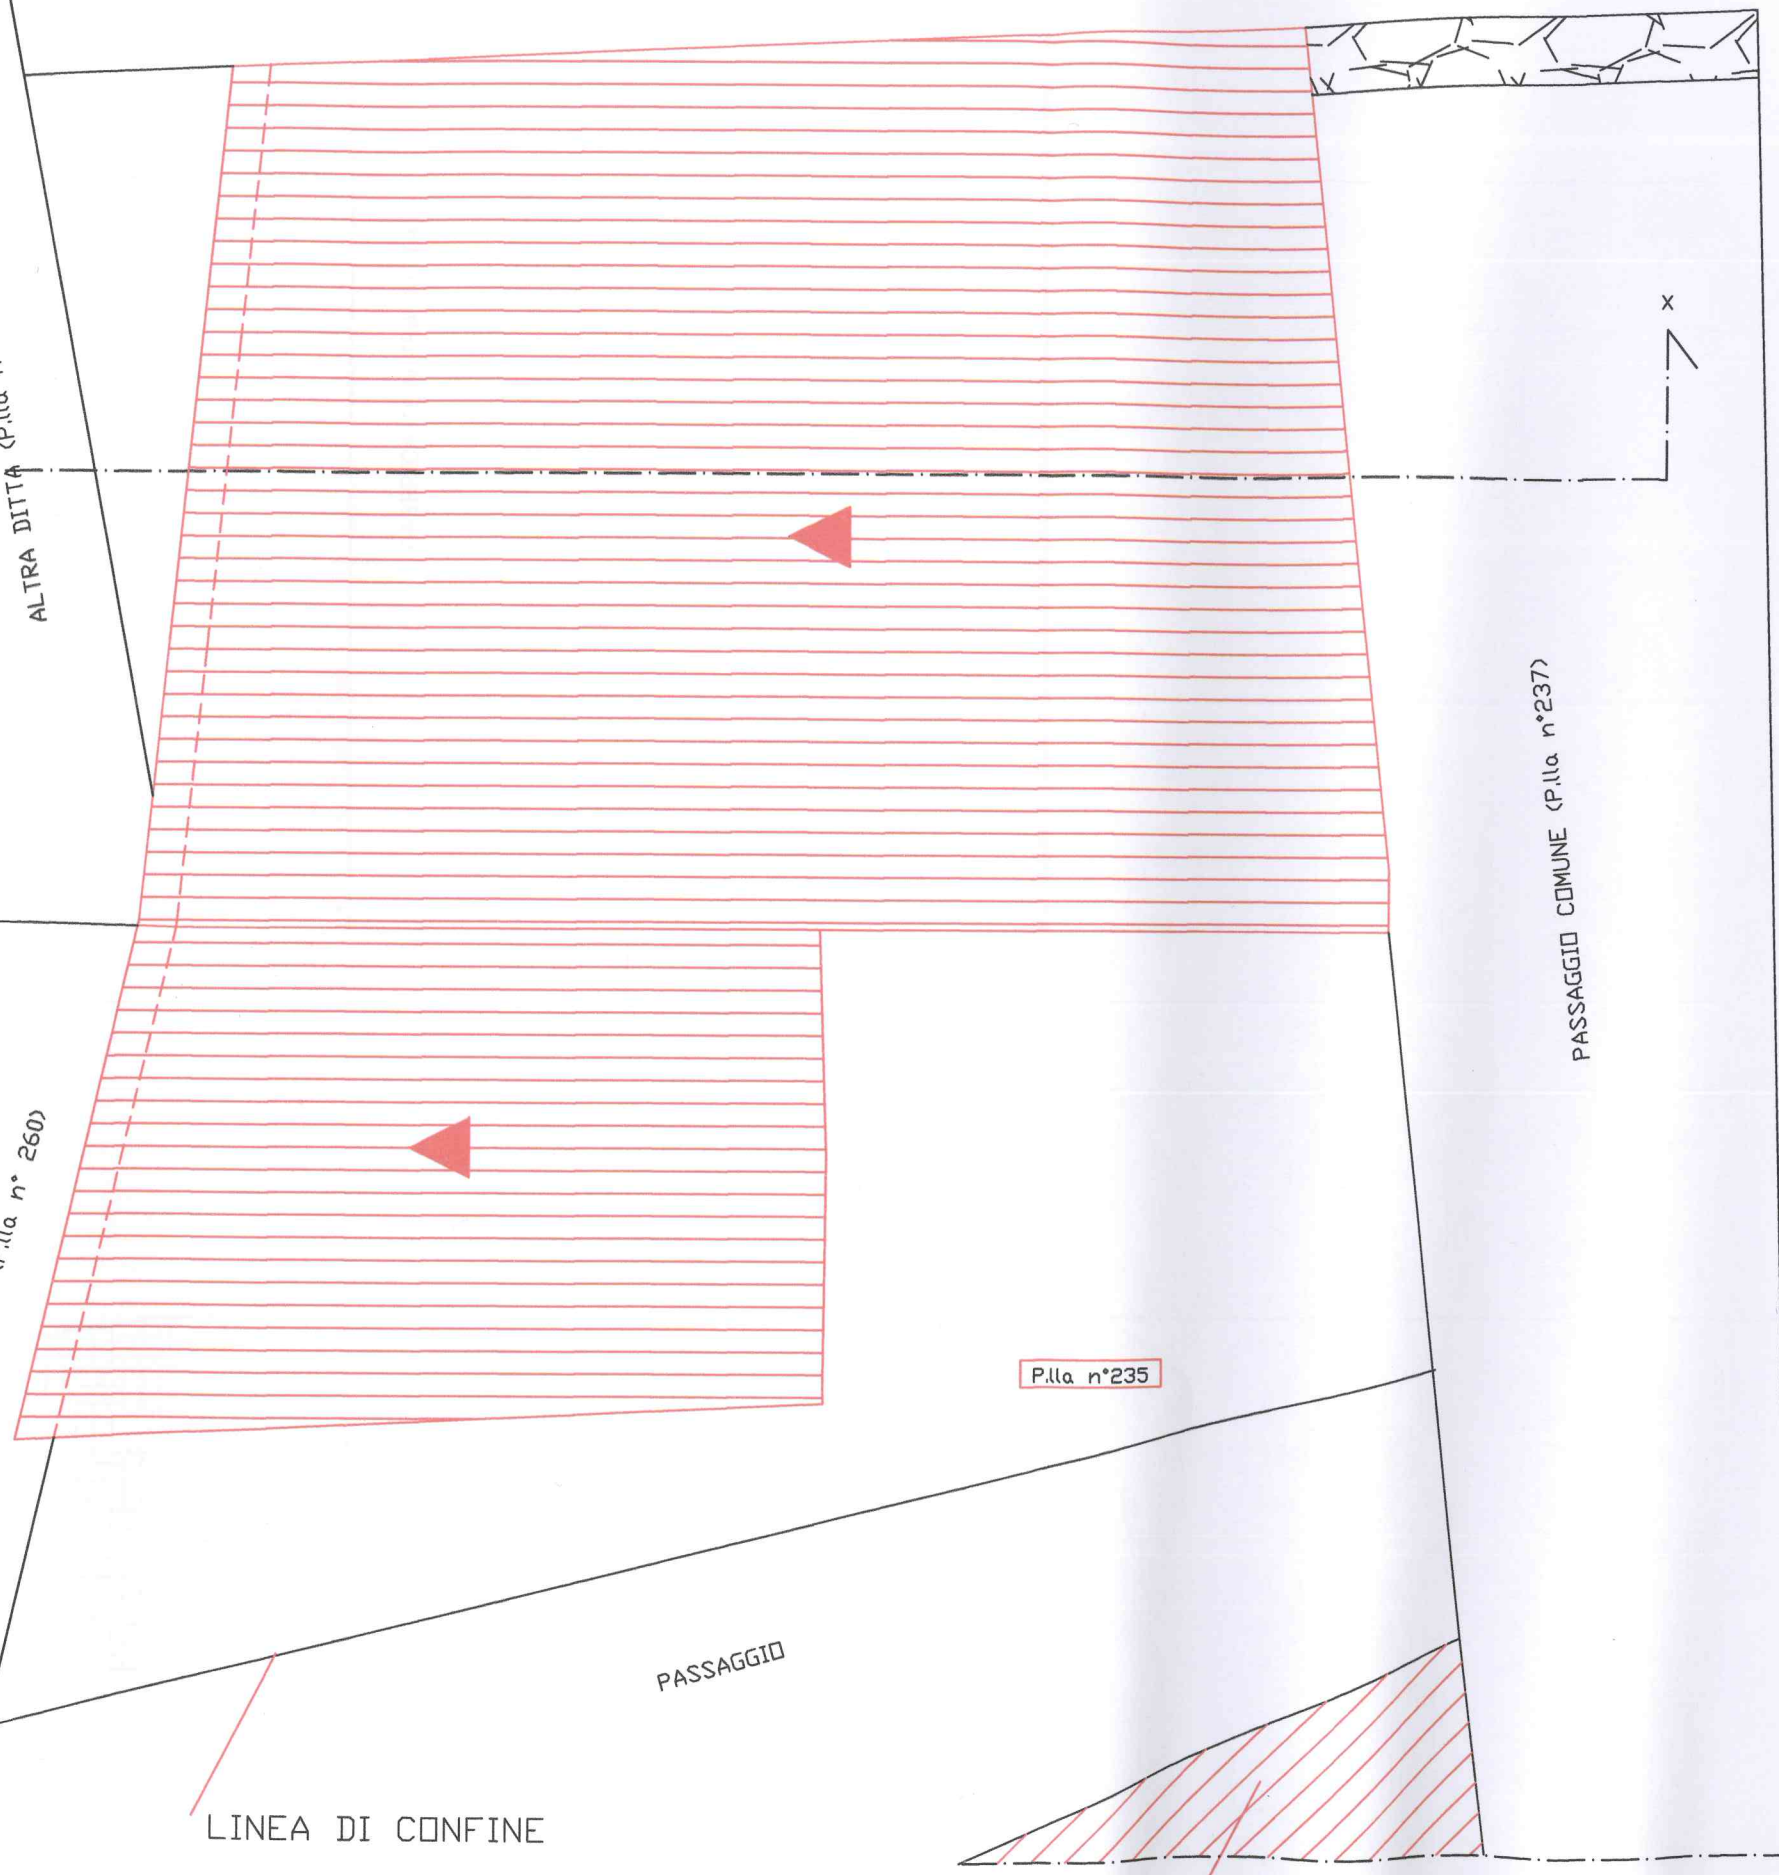 x
ALTRA DITTA (P.lla
PASSAGGIO COMUNE (P.lla n°237)
n° 260)
P.lla n°235
PASSAGGIO
LINEA DI CONFINE